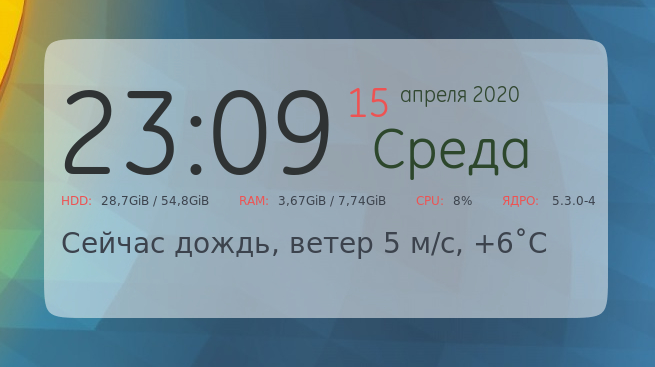 23:09
15 апреля 2020
Среда
HDD: 28,7GiB / 54,8GiB RAM: 3,67GiB / 7,74GiB CPU: 8% ЯДРО: 5.3.0-4
Сейчас дождь, ветер 5 м/с, +6˚C